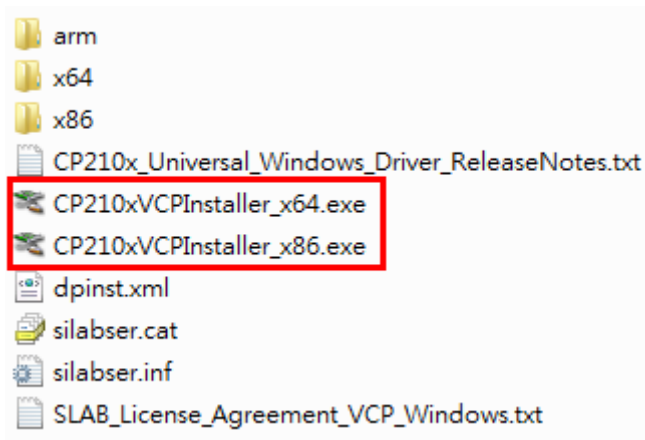 arm
x64
x86
CP210x_Universal_Windows_Driver_ReleaseNotes.txt
CP210xVCPInstaller_x64.exe
CP210xVCPInstaller_x86.exe
dpinst.xml
silabser.cat
silabser.inf
SLAB_License_Agreement_VCP_Windows.txt